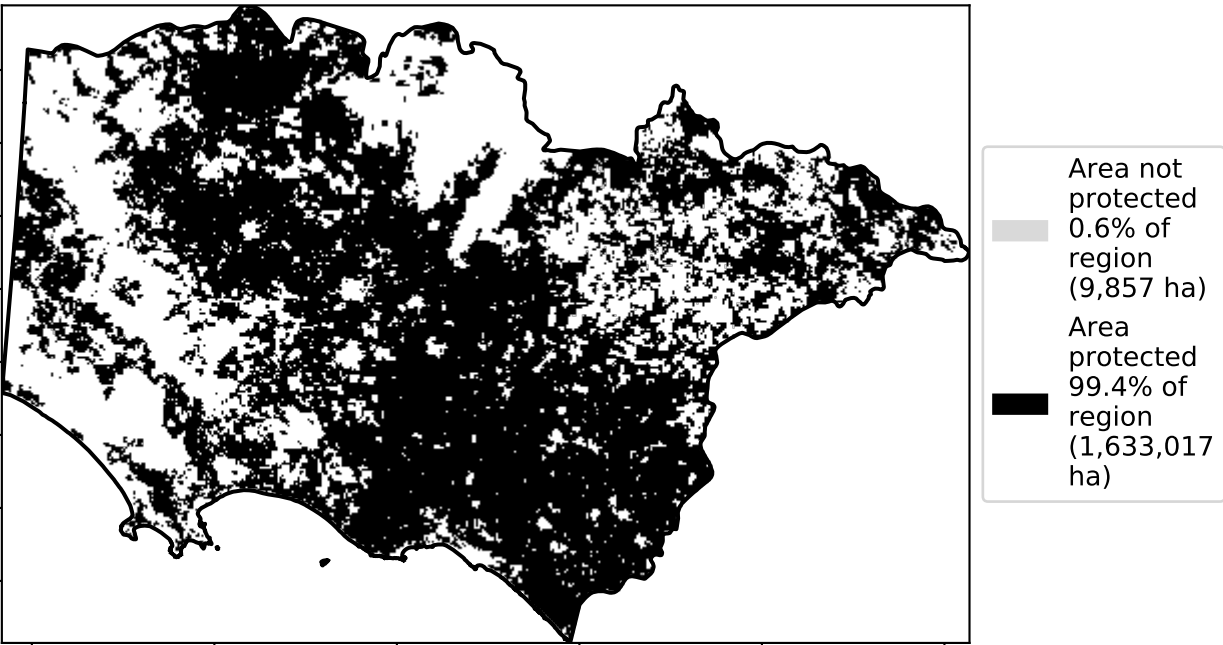 Area not
protected
0.6% of
region
(9,857 ha)
Area
protected
99.4% of
region
(1,633,017
ha)